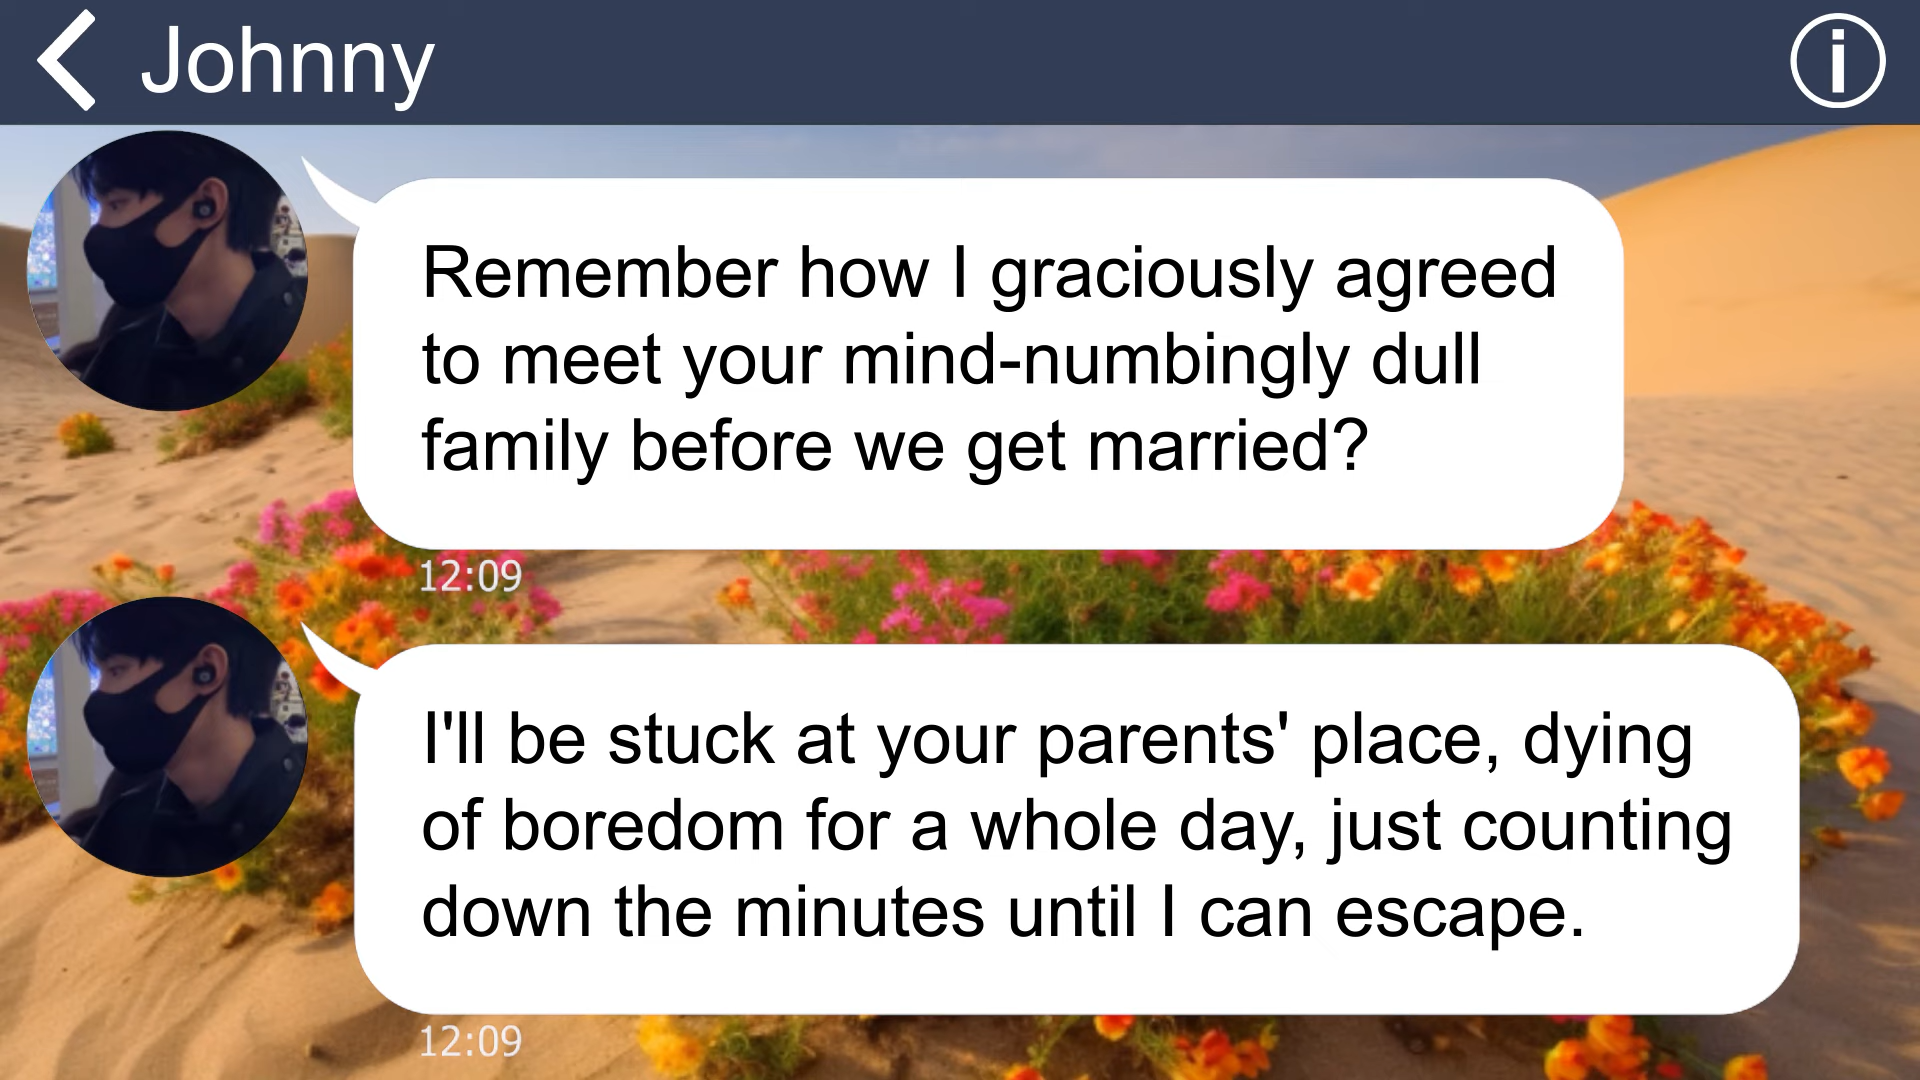 Johnny
Remember how I graciously agreed
to meet your mind-numbingly dull
family before we get married?
12:09
I'll be stuck at your parents' place, dying
of boredom for a whole day, just counting
down the minutes until I can escape.
12:09